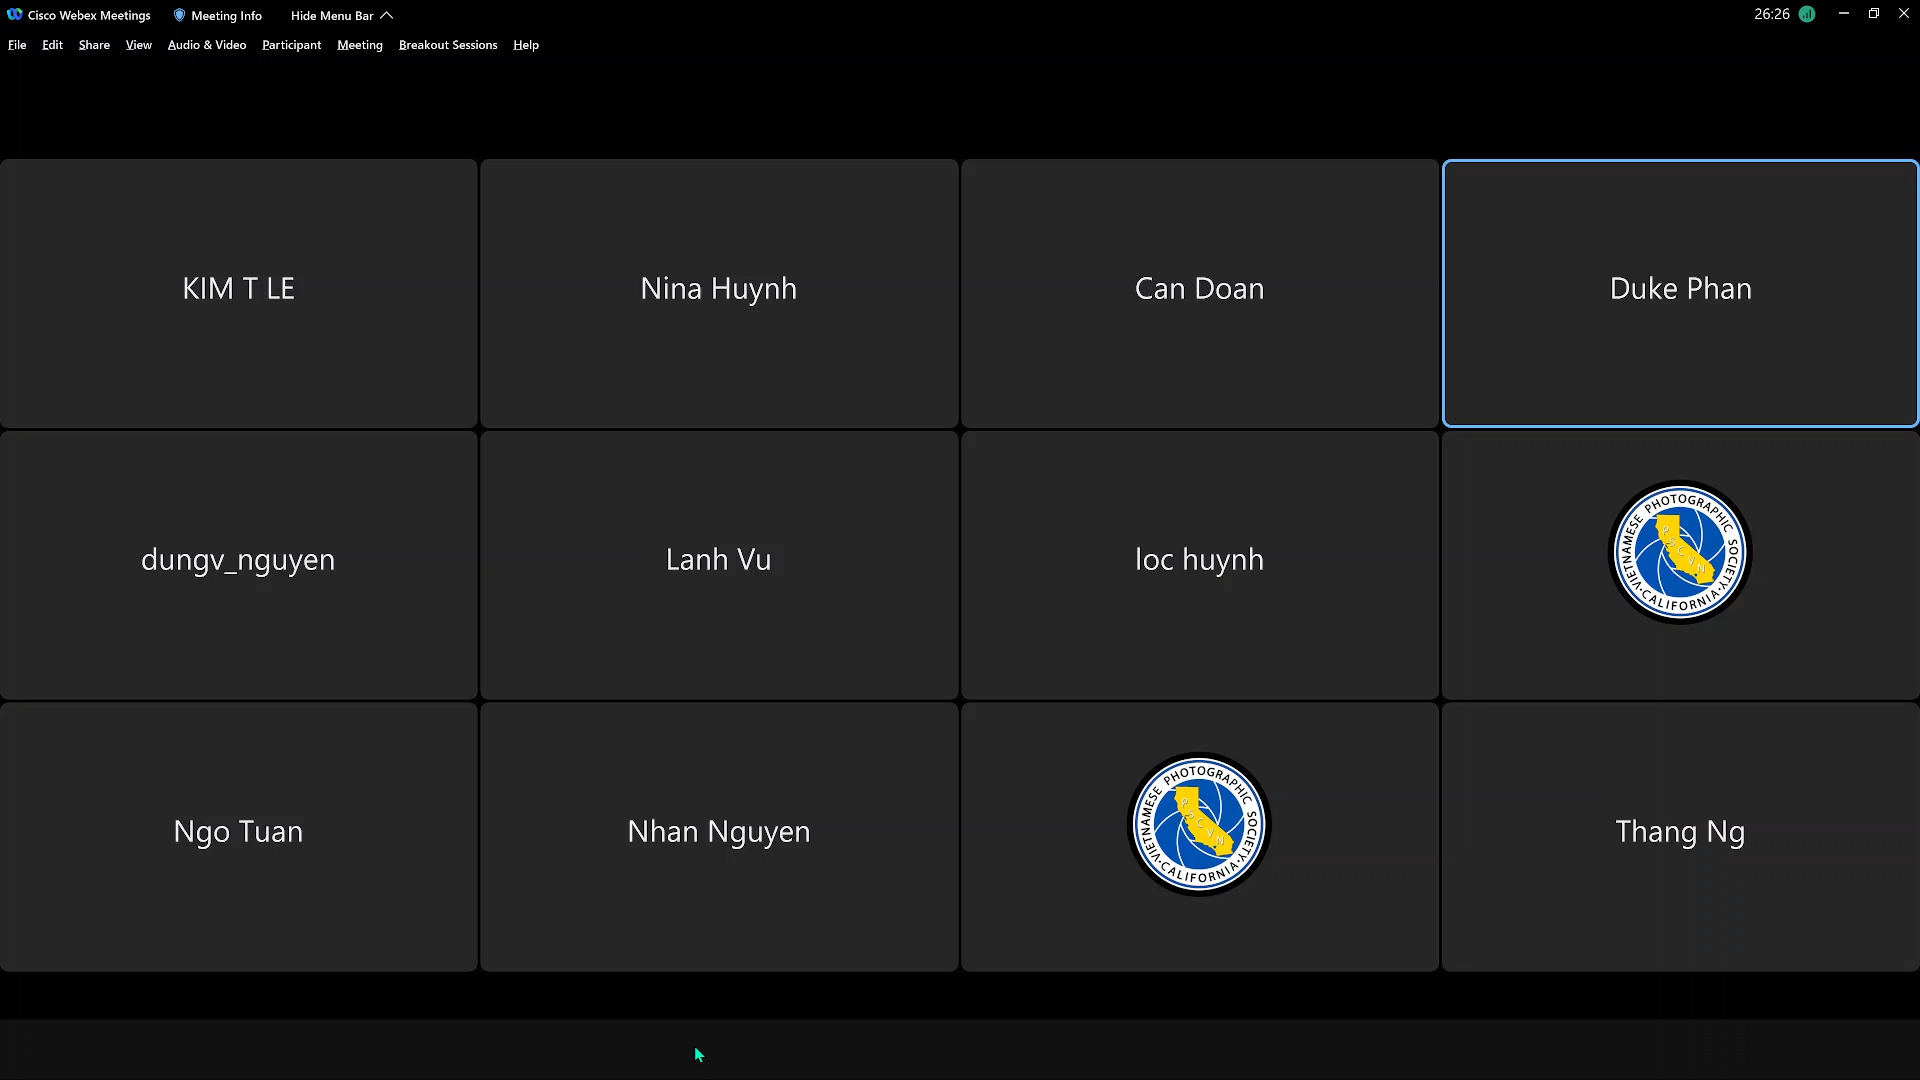 Cisco Webex Meetings Meeting Info Hide Menu Bar 26:26
File Edit Share View Audio & Video Participant Meeting Breakout Sessions Help
KIM T LE
Nina Huynh
Can Doan
Duke Phan
dungv_nguyen
Lanh Vu
loc huynh
VIETNAMESE PHOTOGRAPHIC SOCIETY
CALIFORNIA
PSCVN
Ngo Tuan
Nhan Nguyen
VIETNAMESE PHOTOGRAPHIC SOCIETY
CALIFORNIA
PSCVN
Thang Ng